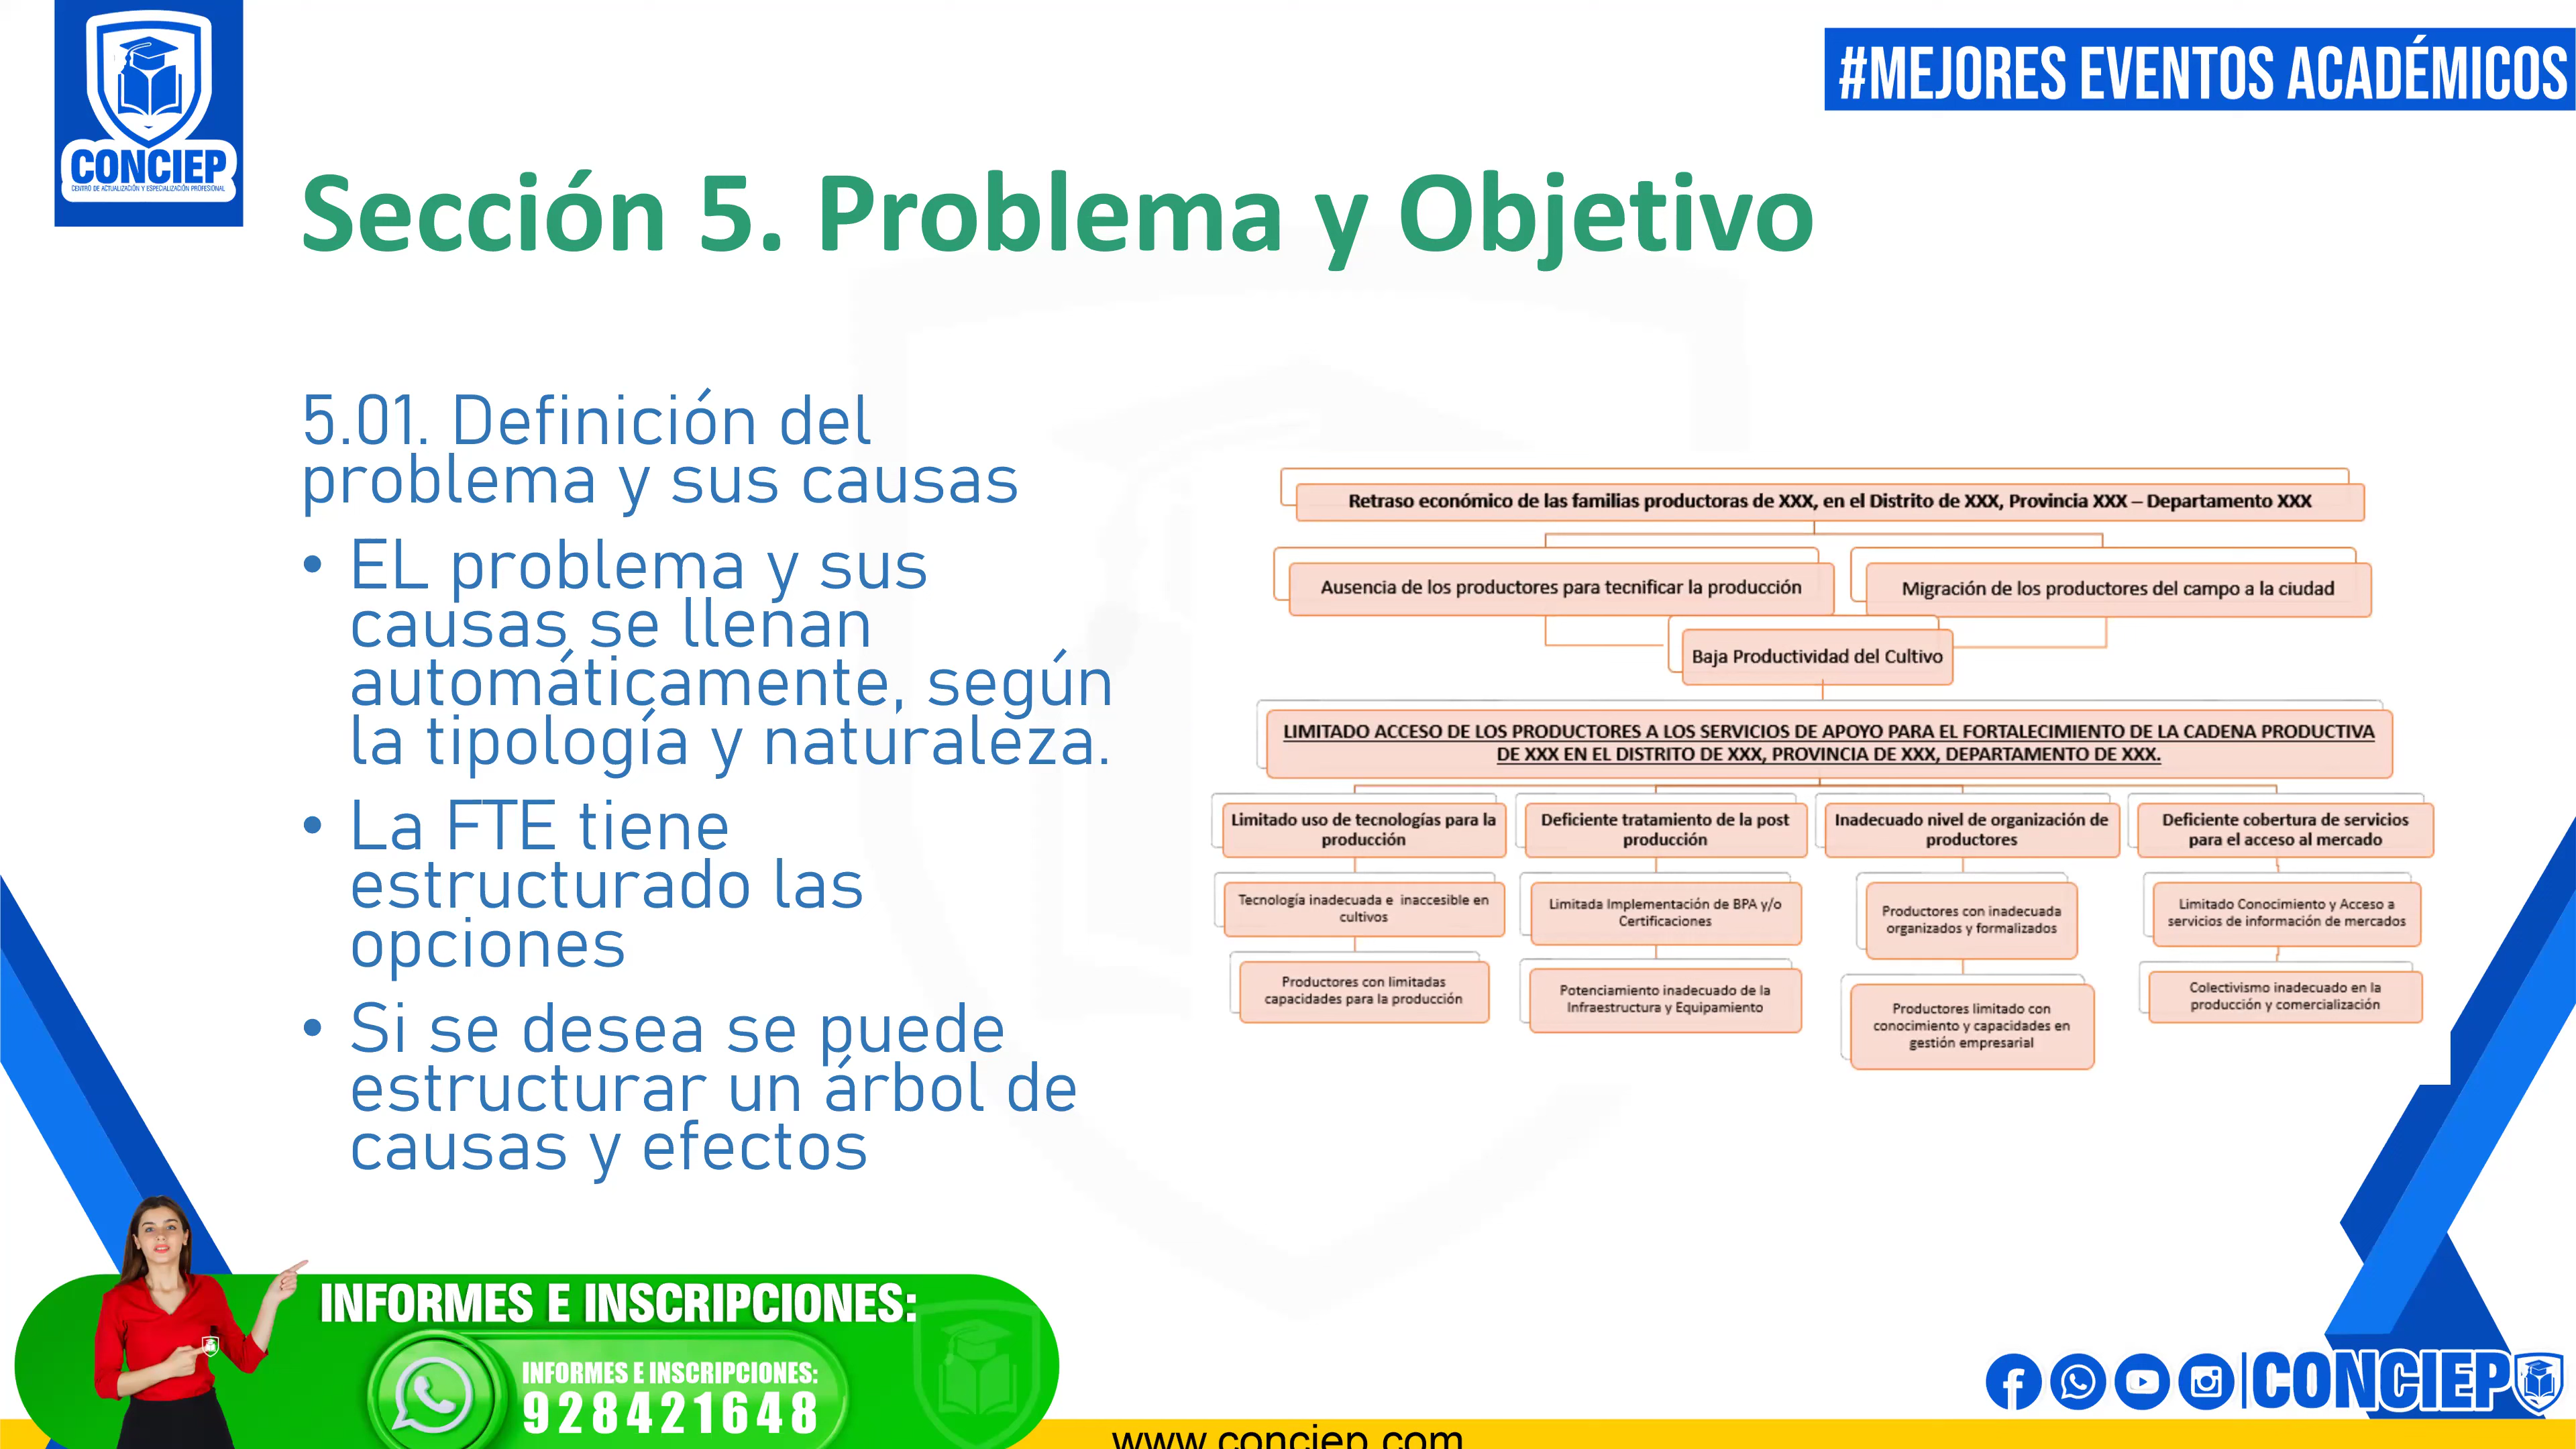 CONCIEP
CENTRO DE ACTUALIZACIÓN Y ESPECIALIZACIÓN PROFESIONAL
#MEJORES EVENTOS ACADÉMICOS
Sección 5. Problema y Objetivo
5.01. Definición del
problema y sus causas
• EL problema y sus
causas se llenan
automáticamente, según
la tipología y naturaleza.
• La FTE tiene
estructurado las
opciones
• Si se desea se puede
estructurar un árbol de
causas y efectos
Retraso económico de las familias productoras de XXX, en el Distrito de XXX, Provincia XXX – Departamento XXX
Ausencia de los productores para tecnificar la producción
Migración de los productores del campo a la ciudad
Baja Productividad del Cultivo
LIMITADO ACCESO DE LOS PRODUCTORES A LOS SERVICIOS DE APOYO PARA EL FORTALECIMIENTO DE LA CADENA PRODUCTIVA
DE XXX EN EL DISTRITO DE XXX, PROVINCIA DE XXX, DEPARTAMENTO DE XXX.
Limitado uso de tecnologías para la
producción
Deficiente tratamiento de la post
producción
Inadecuado nivel de organización de
productores
Deficiente cobertura de servicios
para el acceso al mercado
Tecnología inadecuada e inaccesible en
cultivos
Limitada Implementación de BPA y/o
Certificaciones
Productores con inadecuada
organizados y formalizados
Limitado Conocimiento y Acceso a
servicios de información de mercados
Productores con limitadas
capacidades para la producción
Potenciamiento inadecuado de la
Infraestructura y Equipamiento
Productores limitado con
conocimiento y capacidades en
gestión empresarial
Colectivismo inadecuado en la
producción y comercialización
INFORMES E INSCRIPCIONES:
INFORMES E INSCRIPCIONES:
928421648
www.conciep.com
CONCIEP